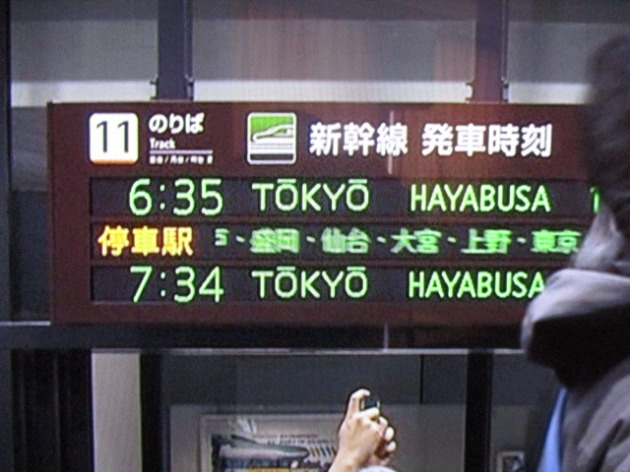 11 のりば 新幹線 発車時刻
Track
6:35 TŌKYŌ HAYABUSA
停車駅 ・盛岡・仙台・大宮・上野・東京
7:34 TŌKYŌ HAYABUSA